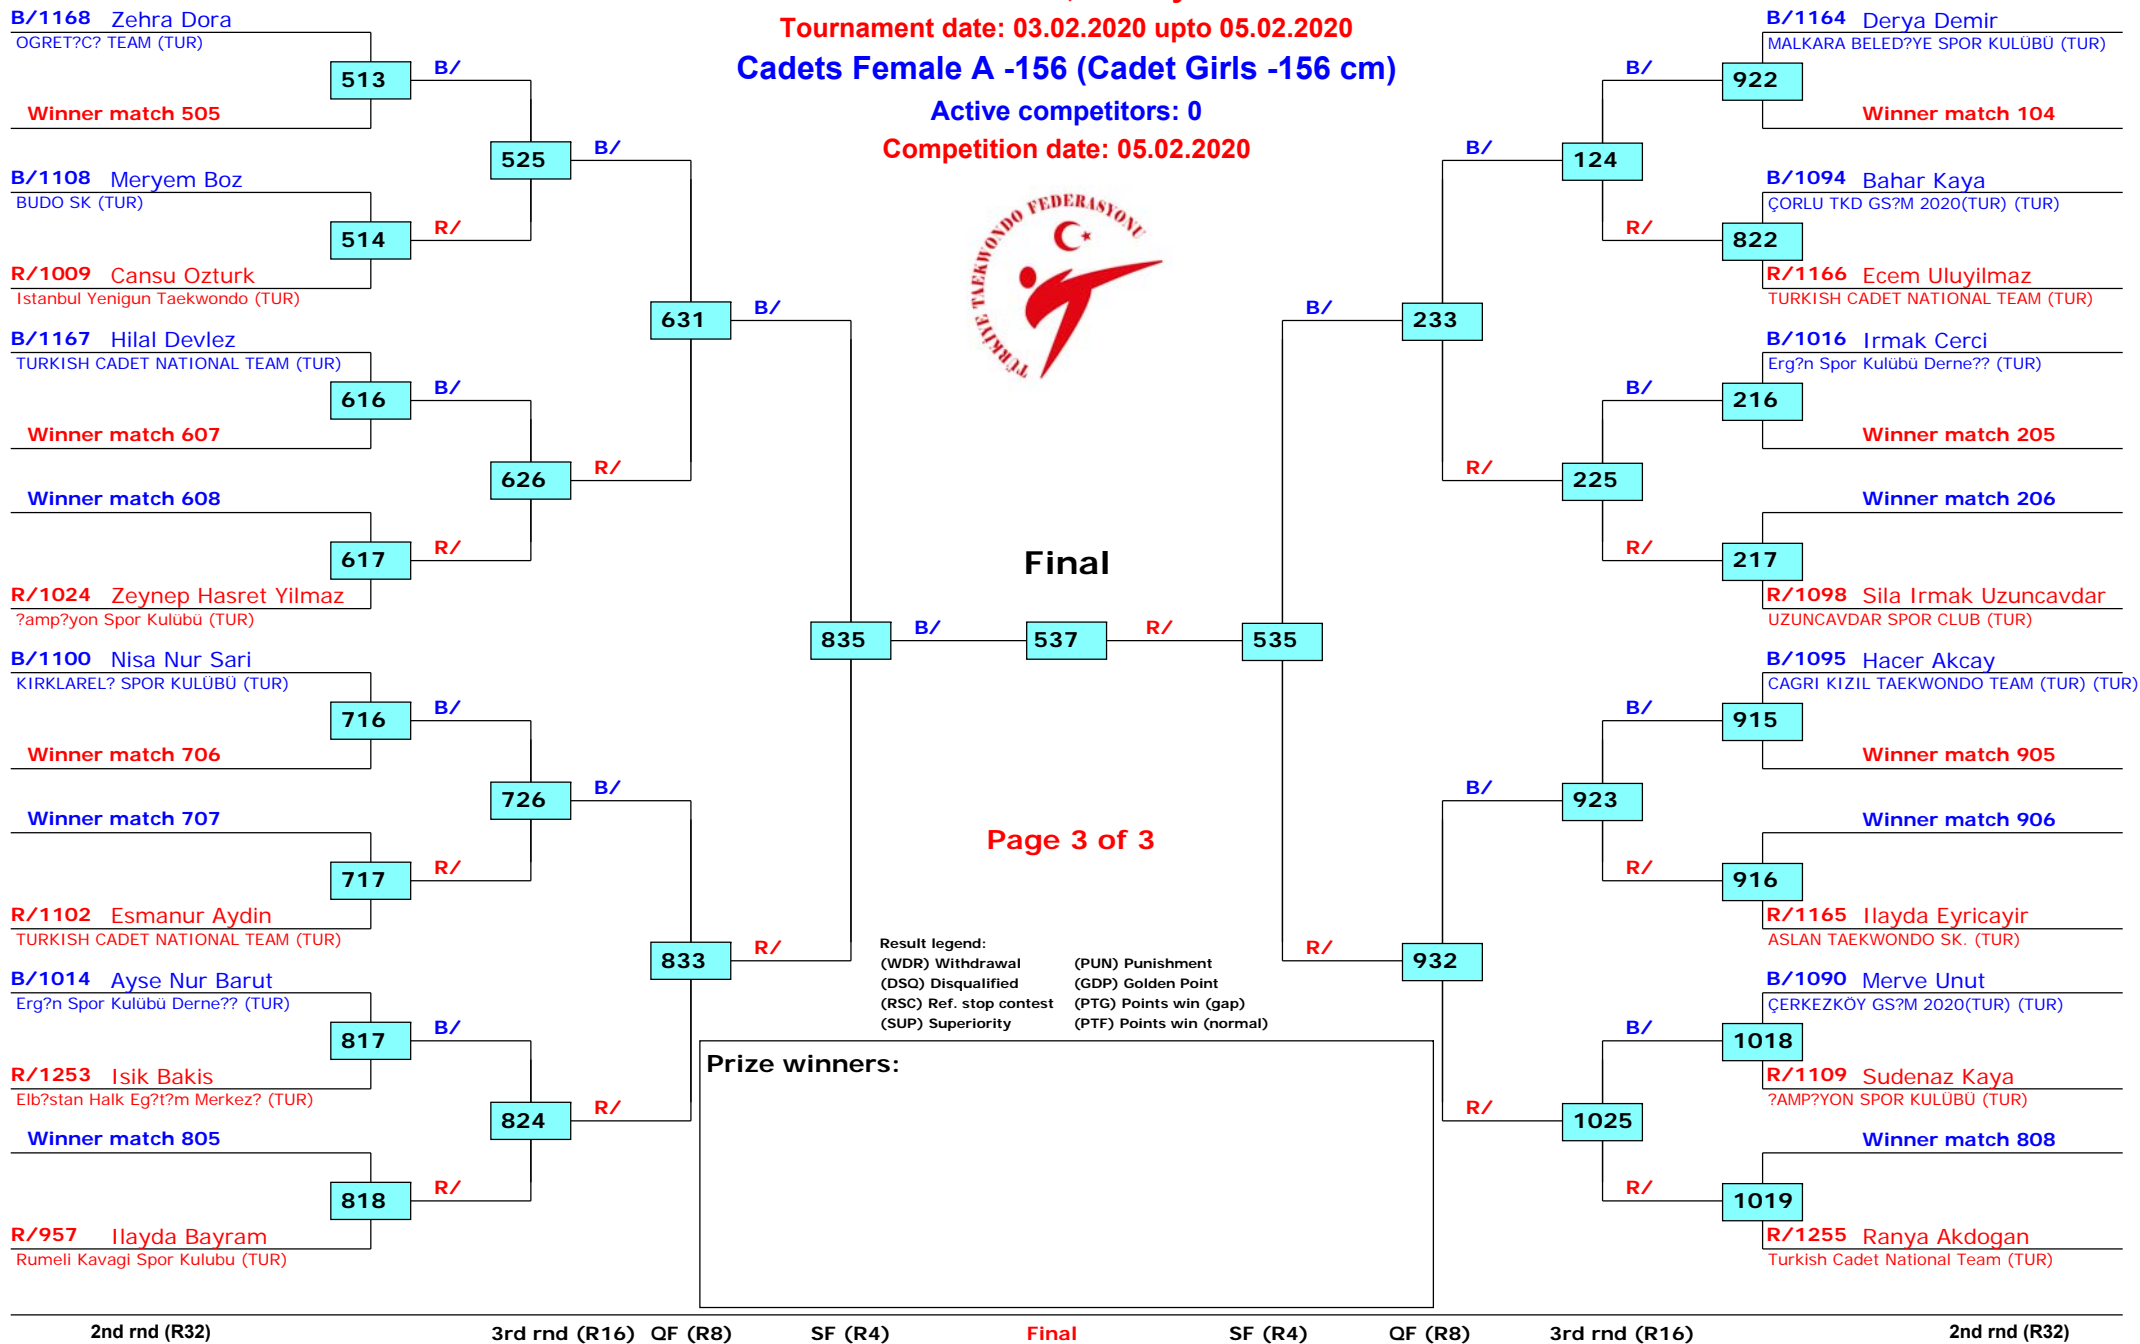 Tournament date: 03.02.2020 upto 05.02.2020
Cadets Female A -156 (Cadet Girls -156 cm)
Active competitors: 0
Competition date: 05.02.2020
TÜRKİYE TAEKWONDO FEDERASYONU
B/1168 Zehra Dora
OGRET?C? TEAM (TUR)
513
B/
Winner match 505
525
B/
B/1108 Meryem Boz
BUDO SK (TUR)
514
R/
R/1009 Cansu Ozturk
Istanbul Yenigun Taekwondo (TUR)
631
B/
B/1167 Hilal Devlez
TURKISH CADET NATIONAL TEAM (TUR)
616
B/
Winner match 607
626
R/
Winner match 608
617
R/
R/1024 Zeynep Hasret Yilmaz
?amp?yon Spor Kulübü (TUR)
835
B/
B/1100 Nisa Nur Sari
KIRKLAREL? SPOR KULÜBÜ (TUR)
716
B/
Winner match 706
726
B/
Winner match 707
717
R/
R/1102 Esmanur Aydin
TURKISH CADET NATIONAL TEAM (TUR)
833
R/
B/1014 Ayse Nur Barut
Erg?n Spor Kulübü Derne?? (TUR)
817
B/
R/1253 Isik Bakis
Elb?stan Halk Eg?t?m Merkez? (TUR)
824
R/
Winner match 805
818
R/
R/957 Ilayda Bayram
Rumeli Kavagi Spor Kulubu (TUR)
Final
537
R/
535
Page 3 of 3
B/1164 Derya Demir
MALKARA BELED?YE SPOR KULÜBÜ (TUR)
B/
922
Winner match 104
B/
124
B/1094 Bahar Kaya
ÇORLU TKD GS?M 2020(TUR) (TUR)
R/
822
R/1166 Ecem Uluyilmaz
TURKISH CADET NATIONAL TEAM (TUR)
B/
233
B/1016 Irmak Cerci
Erg?n Spor Kulübü Derne?? (TUR)
B/
216
Winner match 205
R/
225
Winner match 206
R/
217
R/1098 Sila Irmak Uzuncavdar
UZUNCAVDAR SPOR CLUB (TUR)
B/1095 Hacer Akcay
CAGRI KIZIL TAEKWONDO TEAM (TUR) (TUR)
B/
915
Winner match 905
B/
923
Winner match 906
R/
916
R/1165 Ilayda Eyricayir
ASLAN TAEKWONDO SK. (TUR)
R/
932
B/1090 Merve Unut
ÇERKEZKÖY GS?M 2020(TUR) (TUR)
B/
1018
R/1109 Sudenaz Kaya
?AMP?YON SPOR KULÜBÜ (TUR)
R/
1025
Winner match 808
R/
1019
R/1255 Ranya Akdogan
Turkish Cadet National Team (TUR)
Result legend:
(WDR) Withdrawal (PUN) Punishment
(DSQ) Disqualified (GDP) Golden Point
(RSC) Ref. stop contest (PTG) Points win (gap)
(SUP) Superiority (PTF) Points win (normal)
Prize winners:
2nd rnd (R32) 3rd rnd (R16) QF (R8) SF (R4) Final SF (R4) QF (R8) 3rd rnd (R16) 2nd rnd (R32)